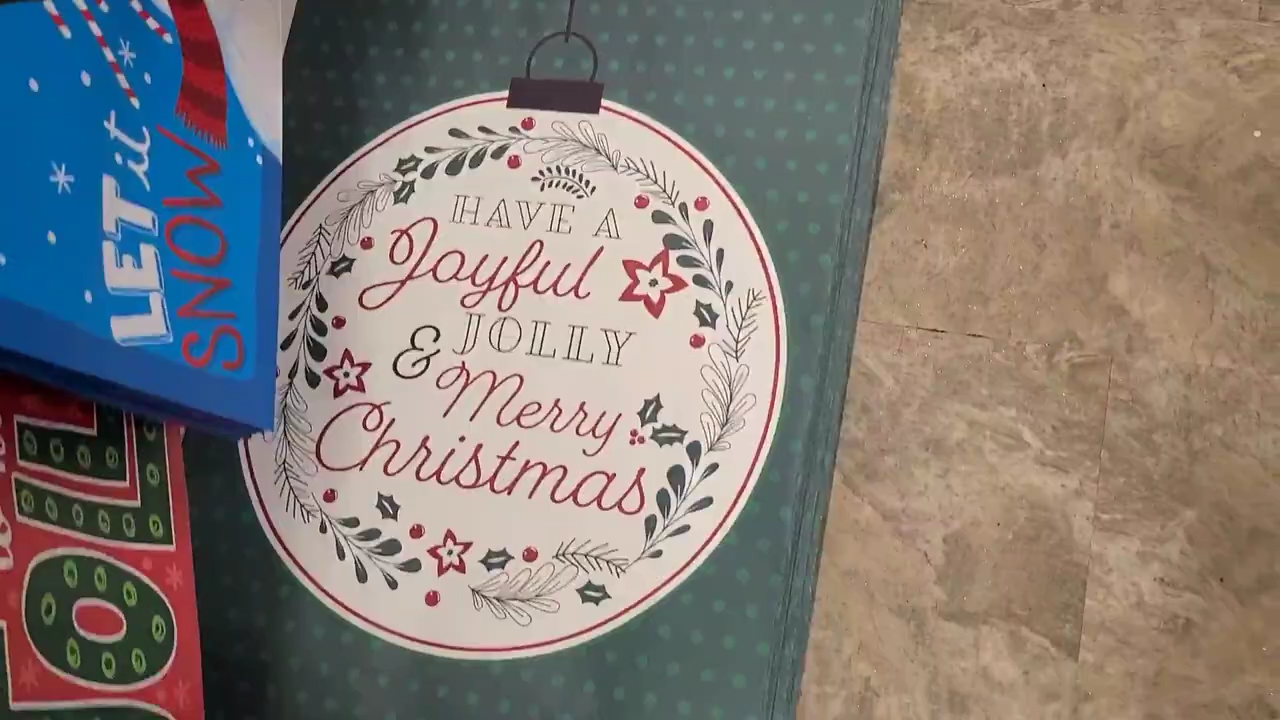 LET it
SNOW
HAVE A
Joyful
& JOLLY
Merry
Christmas